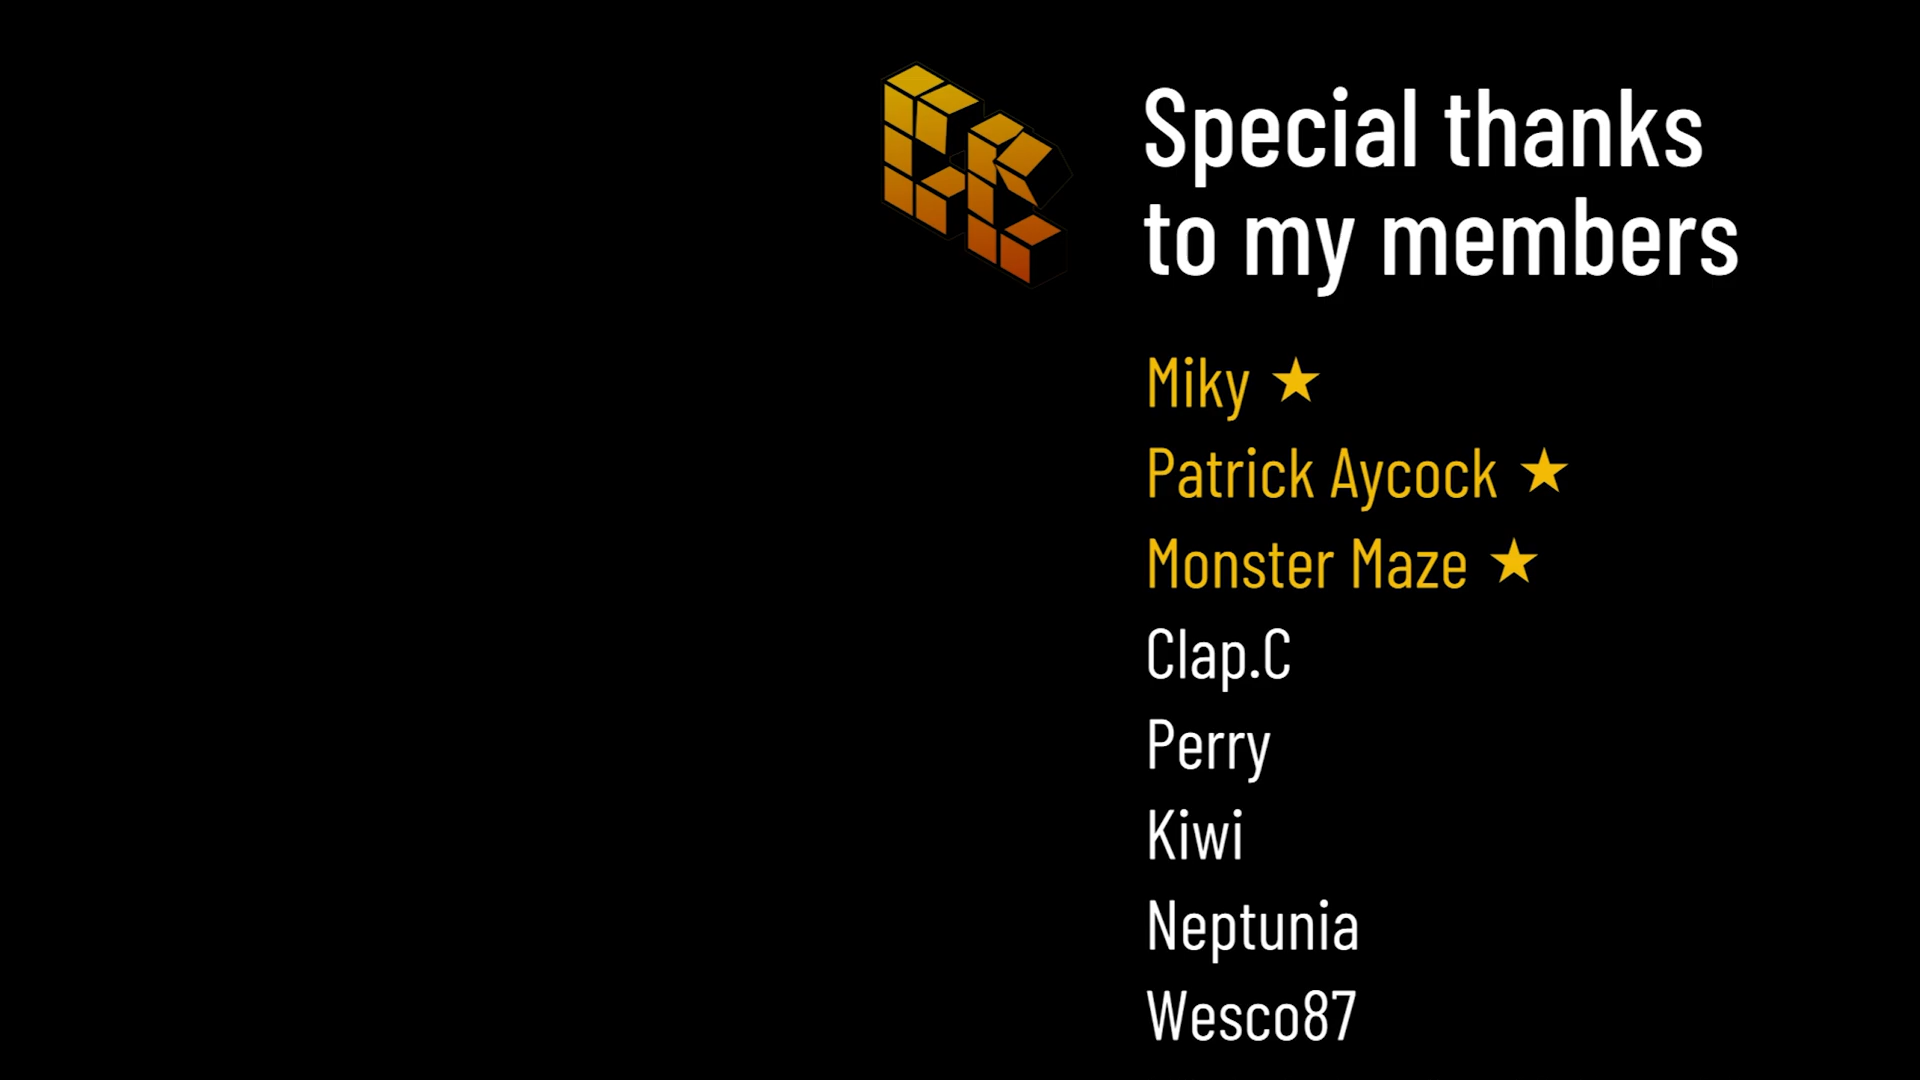 Special thanks
to my members
Miky ★
Patrick Aycock ★
Monster Maze ★
Clap.C
Perry
Kiwi
Neptunia
Wesco87